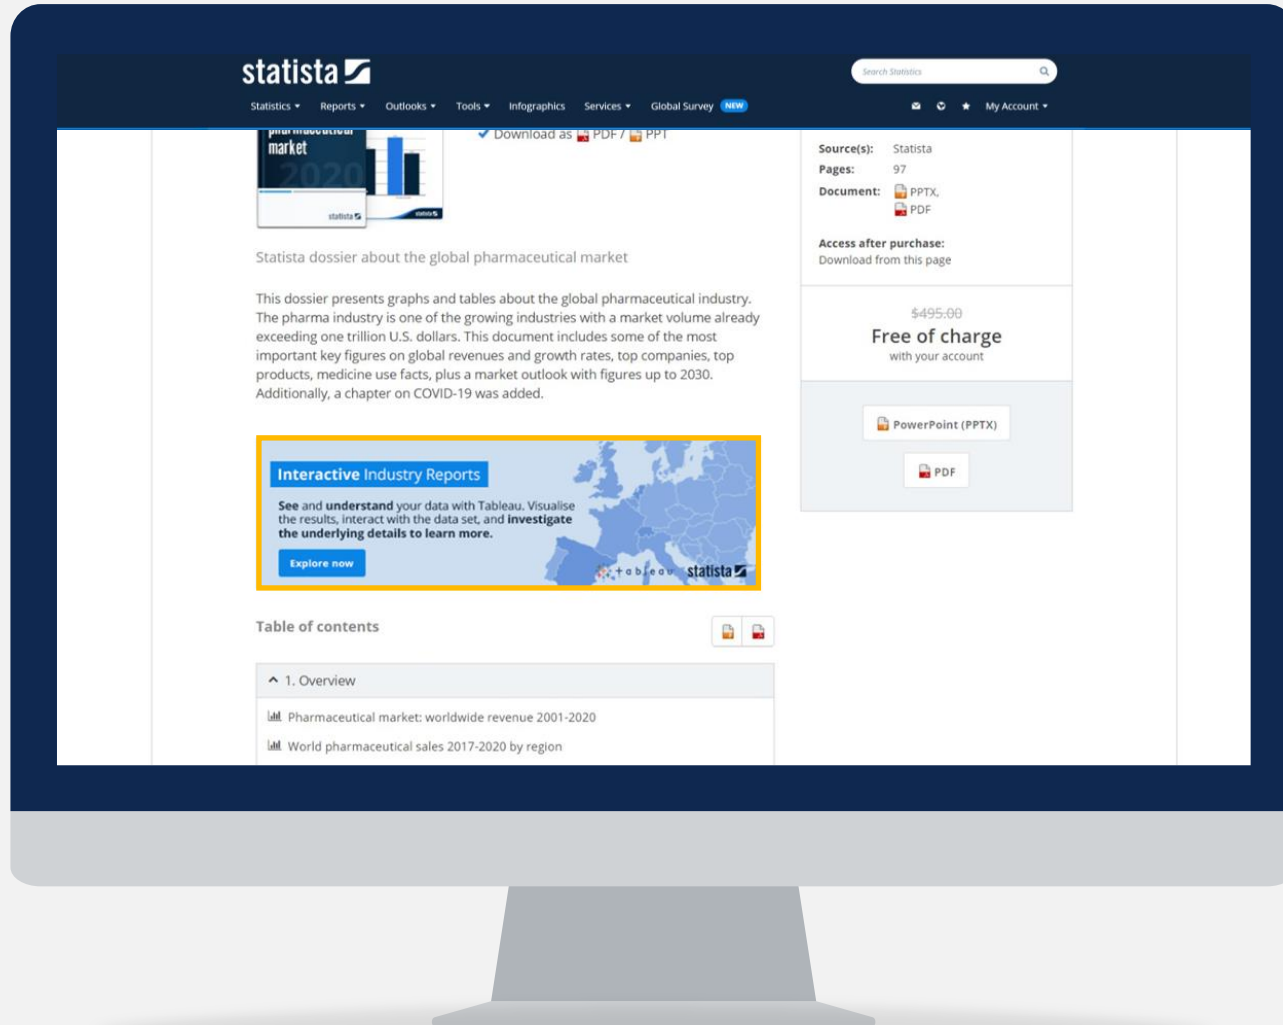 statista
Search Statistics
Statistics Reports Outlooks Tools Infographics Services Global Survey NEW My Account
pharmaceutical
market
2020
statista
statista
Download as PDF / PPT
Source(s): Statista
Pages: 97
Document: PPTX,
PDF
Access after purchase:
Download from this page
Statista dossier about the global pharmaceutical market
This dossier presents graphs and tables about the global pharmaceutical industry.
The pharma industry is one of the growing industries with a market volume already
exceeding one trillion U.S. dollars. This document includes some of the most
important key figures on global revenues and growth rates, top companies, top
products, medicine use facts, plus a market outlook with figures up to 2030.
Additionally, a chapter on COVID-19 was added.
$495.00
Free of charge
with your account
PowerPoint (PPTX)
PDF
Interactive Industry Reports
See and understand your data with Tableau. Visualise
the results, interact with the data set, and investigate
the underlying details to learn more.
Explore now
tableau statista
Table of contents
1. Overview
Pharmaceutical market: worldwide revenue 2001-2020
World pharmaceutical sales 2017-2020 by region